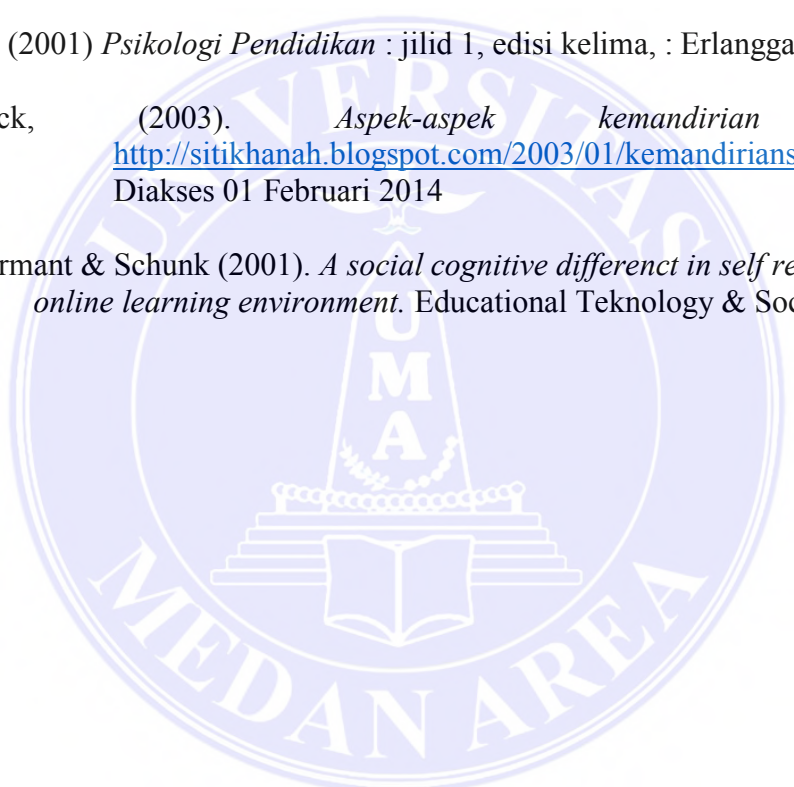 (2001) Psikologi Pendidikan : jilid 1, edisi kelima, : Erlangga
ck, (2003). Aspek-aspek kemandirian
http://sitikhanah.blogspot.com/2003/01/kemandirians
Diakses 01 Februari 2014
rmant & Schunk (2001). A social cognitive differenct in self re
online learning environment. Educational Teknology & Soc
UNIVERSITAS
UMA
MEDAN AREA